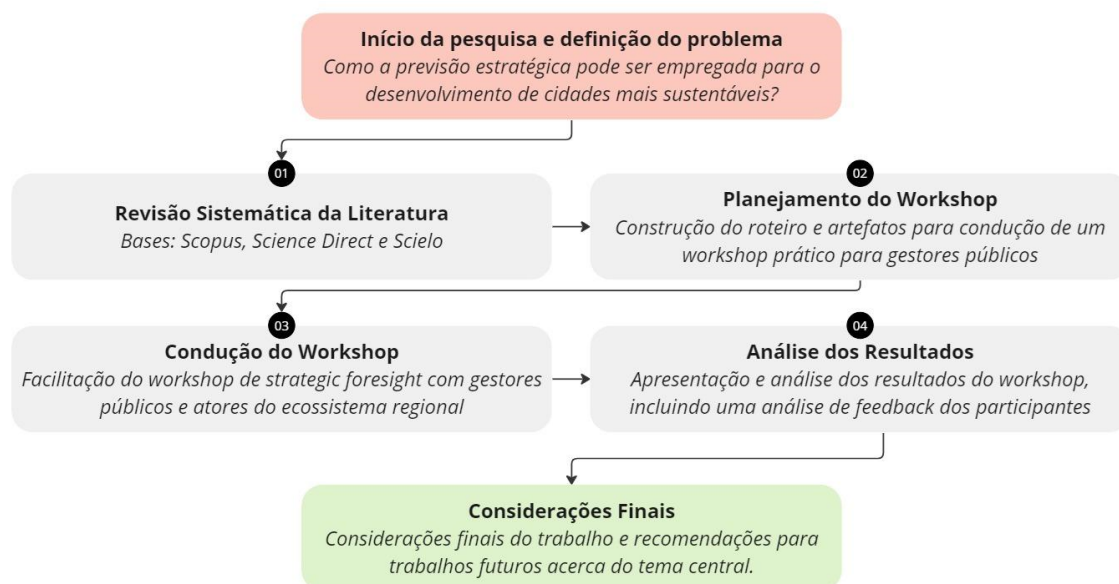 Início da pesquisa e definição do problema
Como a previsão estratégica pode ser empregada para o
desenvolvimento de cidades mais sustentáveis?
01
Revisão Sistemática da Literatura
Bases: Scopus, Science Direct e Scielo
02
Planejamento do Workshop
Construção do roteiro e artefatos para condução de um
workshop prático para gestores públicos
03
Condução do Workshop
Facilitação do workshop de strategic foresight com gestores
públicos e atores do ecossistema regional
04
Análise dos Resultados
Apresentação e análise dos resultados do workshop,
incluindo uma análise de feedback dos participantes
Considerações Finais
Considerações finais do trabalho e recomendações para
trabalhos futuros acerca do tema central.